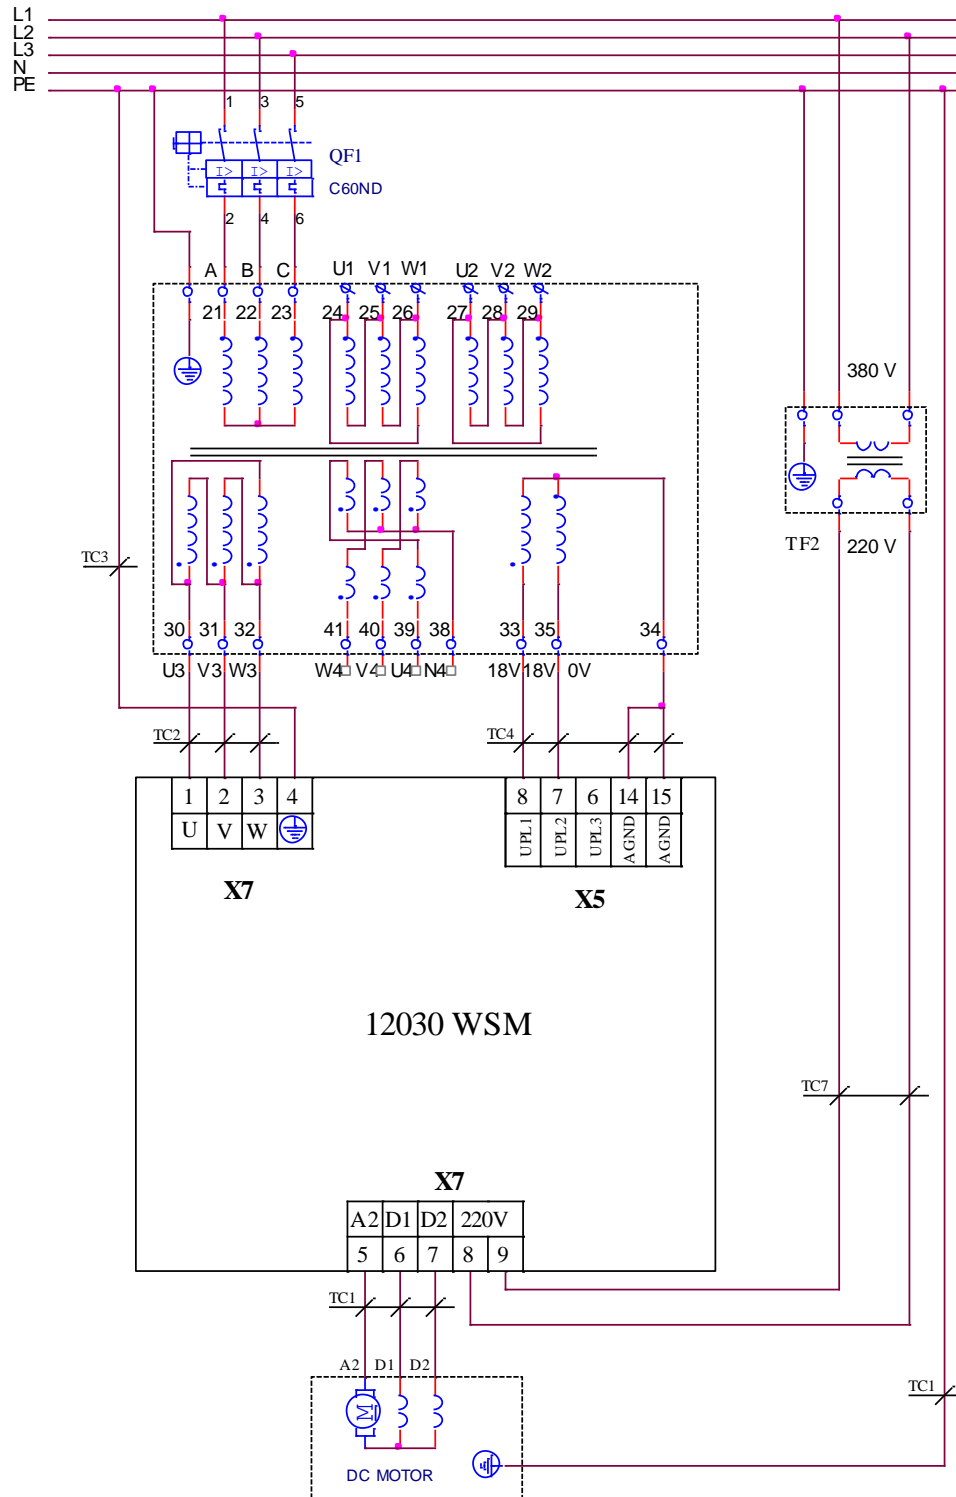 L1
L2
L3
N
PE
1 3 5
QF1
I> I> I>
C60ND
2 4 6
A B C U1 V1 W1 U2 V2 W2
21 22 23 24 25 26 27 28 29
380 V
TF2 220 V
TC3
30 31 32 41 40 39 38 33 35 34
U3 V3 W3 W4 V4 U4 N4 18V 18V 0V
TC2 TC4
1 2 3 4 8 7 6 14 15
U V W UPL1 UPL2 UPL3 AGND AGND
X7 X5
12030 WSM
TC7
X7
A2 D1 D2 220V
5 6 7 8 9
TC1
A2 D1 D2
TC1
M
DC MOTOR